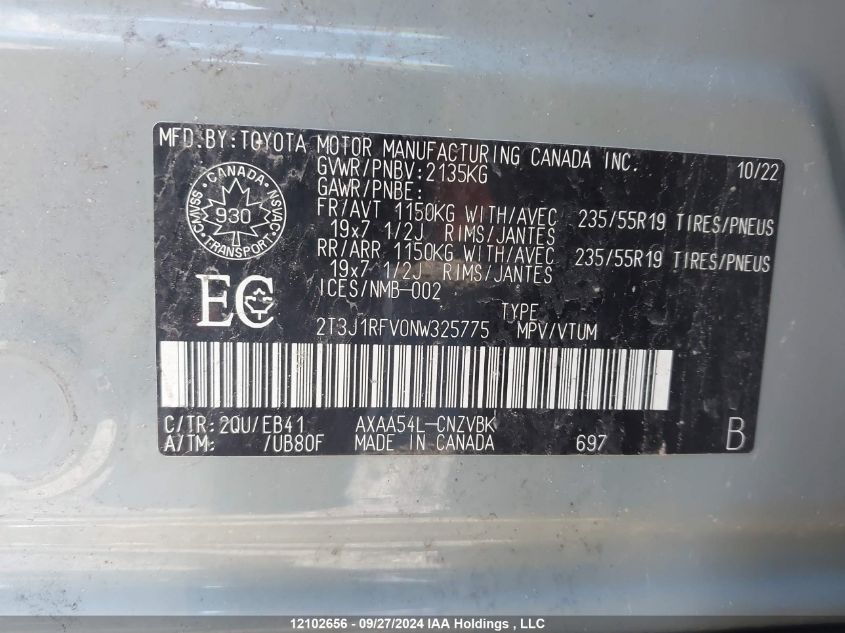 MFD.BY:TOYOTA MOTOR MANUFACTURING CANADA INC. 10/22
GVWR/PNBV:2135KG
GAWR/PNBE:
FR/AVT 1150KG WITH/AVEC 235/55R19 TIRES/PNEUS
19x7 1/2J RIMS/JANTES
RR/ARR 1150KG WITH/AVEC 235/55R19 TIRES/PNEUS
19x7 1/2J RIMS/JANTES
ICES/NMB-002
CANADA
CMVSS 930 NSVAC
TRANSPORT
EC
TYPE
2T3J1RFV0NW325775 MPV/VTUM
C/TR:2QU/EB41 AXAA54L-CNZVBK
A/TM: /UB80F MADE IN CANADA 697 B
12102656 - 09/27/2024 IAA Holdings , LLC